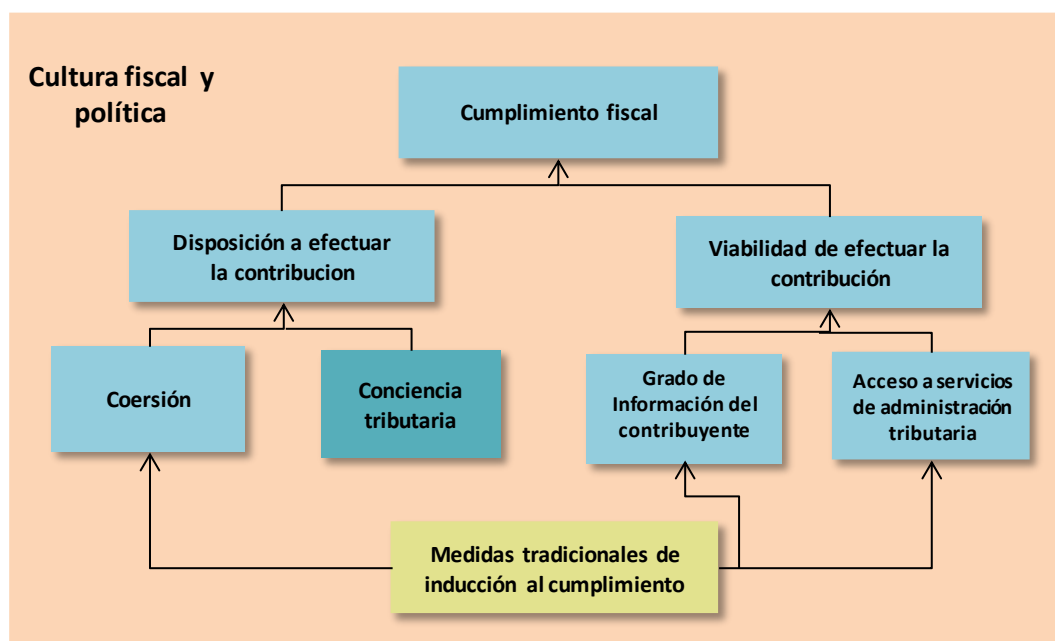 Cultura fiscal y
política
Cumplimiento fiscal
Disposición a efectuar
la contribucion
Viabilidad de efectuar la
contribución
Coersión
Conciencia
tributaria
Grado de
Información del
contribuyente
Acceso a servicios
de administración
tributaria
Medidas tradicionales de
inducción al cumplimiento